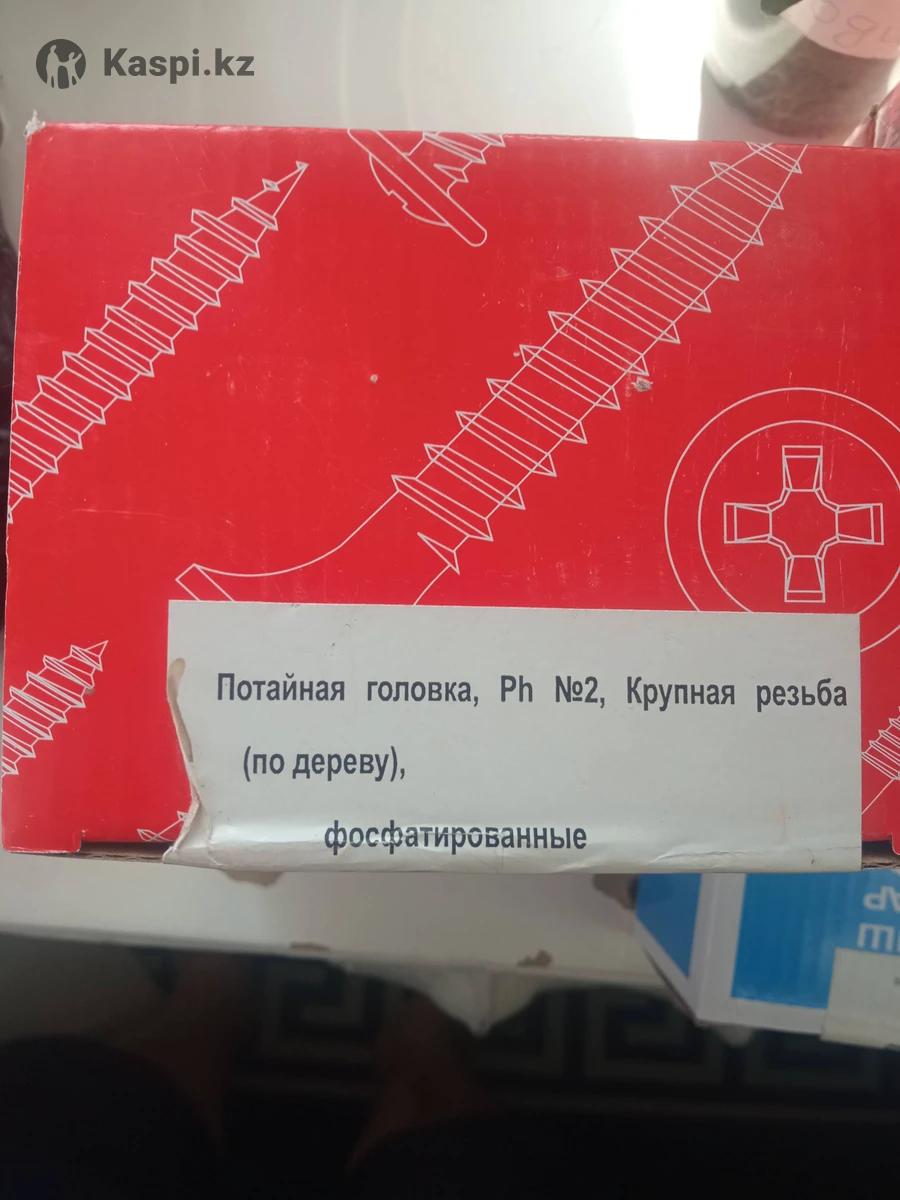 Kaspi.kz
Потайная головка, Ph №2, Крупная резьба
(по дереву),
фосфатированные